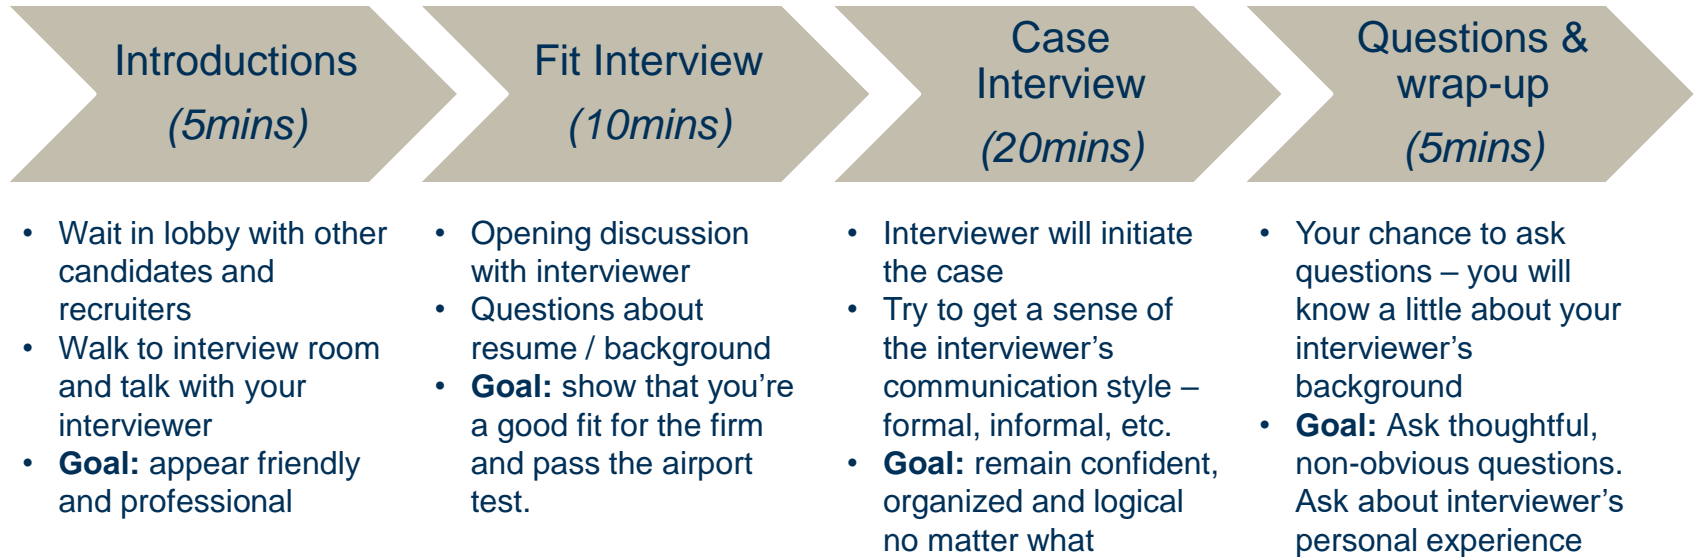 Introductions
(5mins)
Fit Interview
(10mins)
Case
Interview
(20mins)
Questions &
wrap-up
(5mins)
• Wait in lobby with other
candidates and
recruiters
• Walk to interview room
and talk with your
interviewer
• Goal: appear friendly
and professional
• Opening discussion
with interviewer
• Questions about
resume / background
• Goal: show that you’re
a good fit for the firm
and pass the airport
test.
• Interviewer will initiate
the case
• Try to get a sense of
the interviewer’s
communication style –
formal, informal, etc.
• Goal: remain confident,
organized and logical
no matter what
• Your chance to ask
questions – you will
know a little about your
interviewer’s
background
• Goal: Ask thoughtful,
non-obvious questions.
Ask about interviewer’s
personal experience